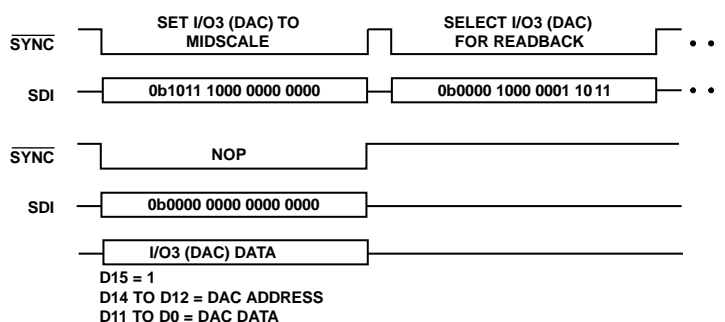 SET I/O3 (DAC) TO
MIDSCALE
SELECT I/O3 (DAC)
FOR READBACK
SYNC
SDI
0b1011 1000 0000 0000
0b0000 1000 0001 1011
SYNC
NOP
SDI
0b0000 0000 0000 0000
I/O3 (DAC) DATA
D15 = 1
D14 TO D12 = DAC ADDRESS
D11 TO D0 = DAC DATA